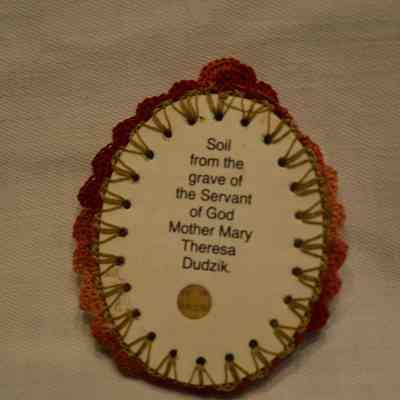 Soil
from the
grave of
the Servant
of God
Mother Mary
Theresa
Dudzik.